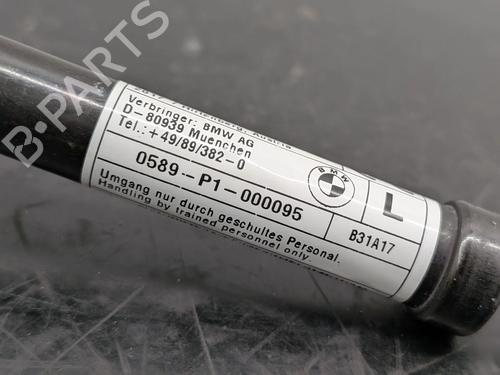 Verbringer: BMW AG
D-80939 Muenchen
Tel.: +49/89/382-0
0589-P1-000095
Umgang nur durch geschultes Personal.
Handling by trained personnel only.
BMW
L
B31A17
B-PARTS